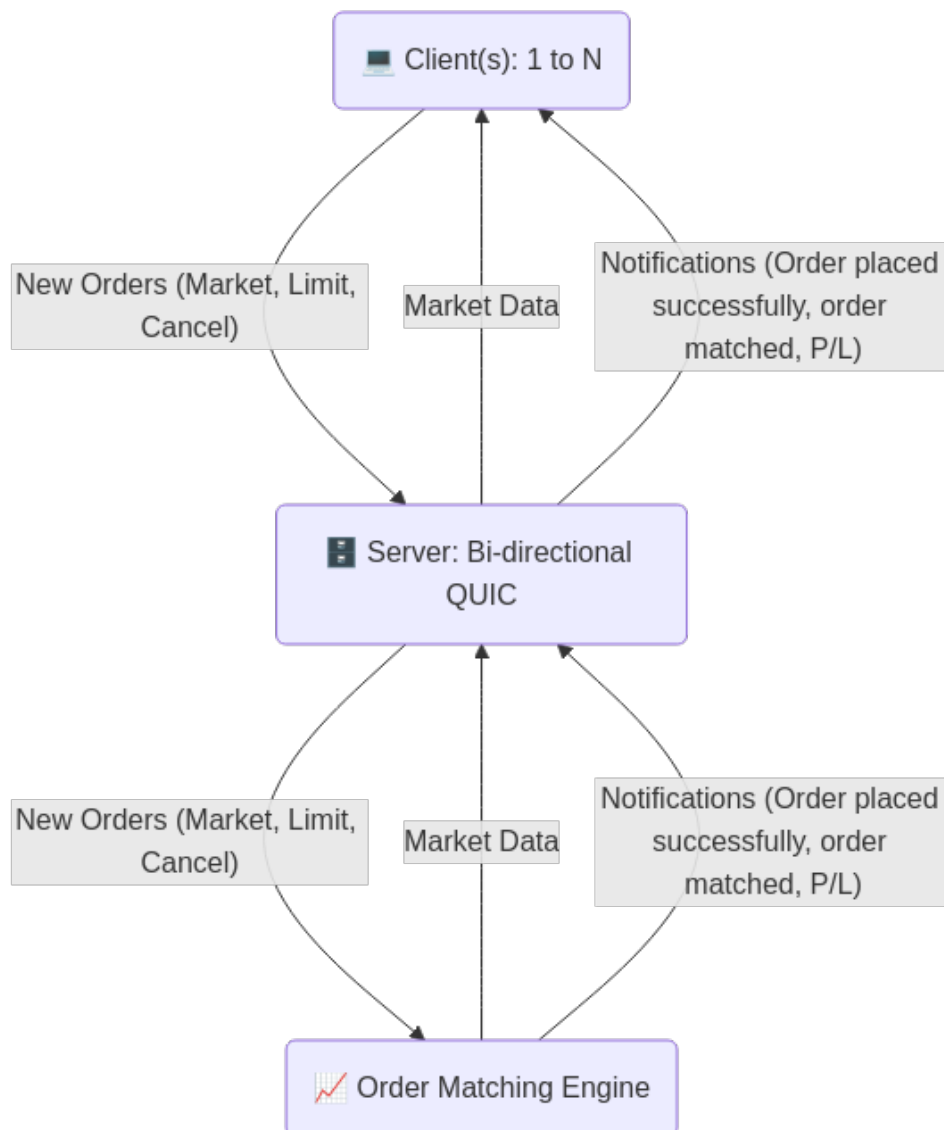 💻 Client(s): 1 to N
New Orders (Market, Limit,
Cancel)
Market Data
Notifications (Order placed
successfully, order
matched, P/L)
🗄️ Server: Bi-directional
QUIC
New Orders (Market, Limit,
Cancel)
Market Data
Notifications (Order placed
successfully, order
matched, P/L)
📈 Order Matching Engine